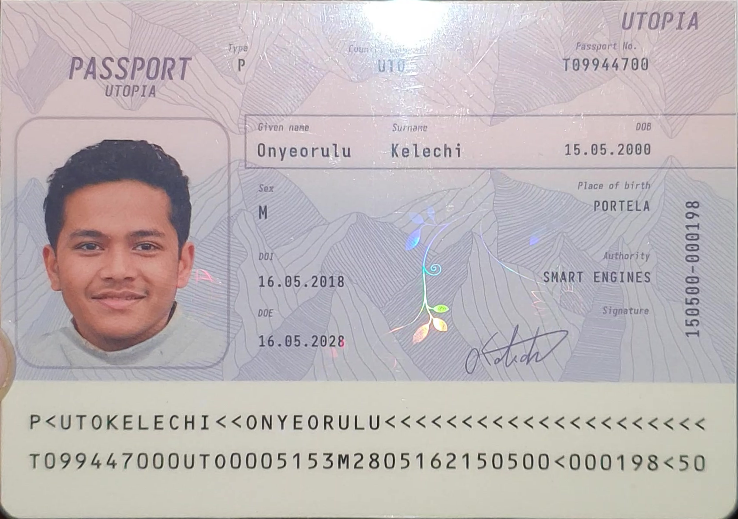 UTOPIA
PASSPORT
UTOPIA
Type
P
Country
UTO
Passport No.
T09944700
Given name
Onyeorulu
Surname
Kelechi
DOB
15.05.2000
Sex
M
Place of birth
PORTELA
DOI
16.05.2018
Authority
SMART ENGINES
DOE
16.05.2028
Signature
150500-000198
P<UTOKELECHI<<ONYEORULU<<<<<<<<<<<<<<<<<<<<<
T099447000UTO0005153M2805162150500<000198<50